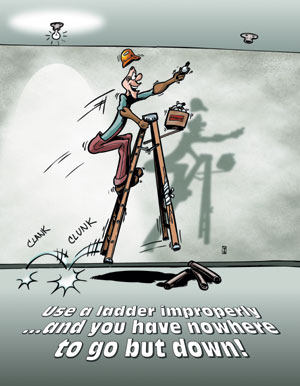 CLANK
CLUNK
Use a ladder improperly
...and you have nowhere
to go but down!